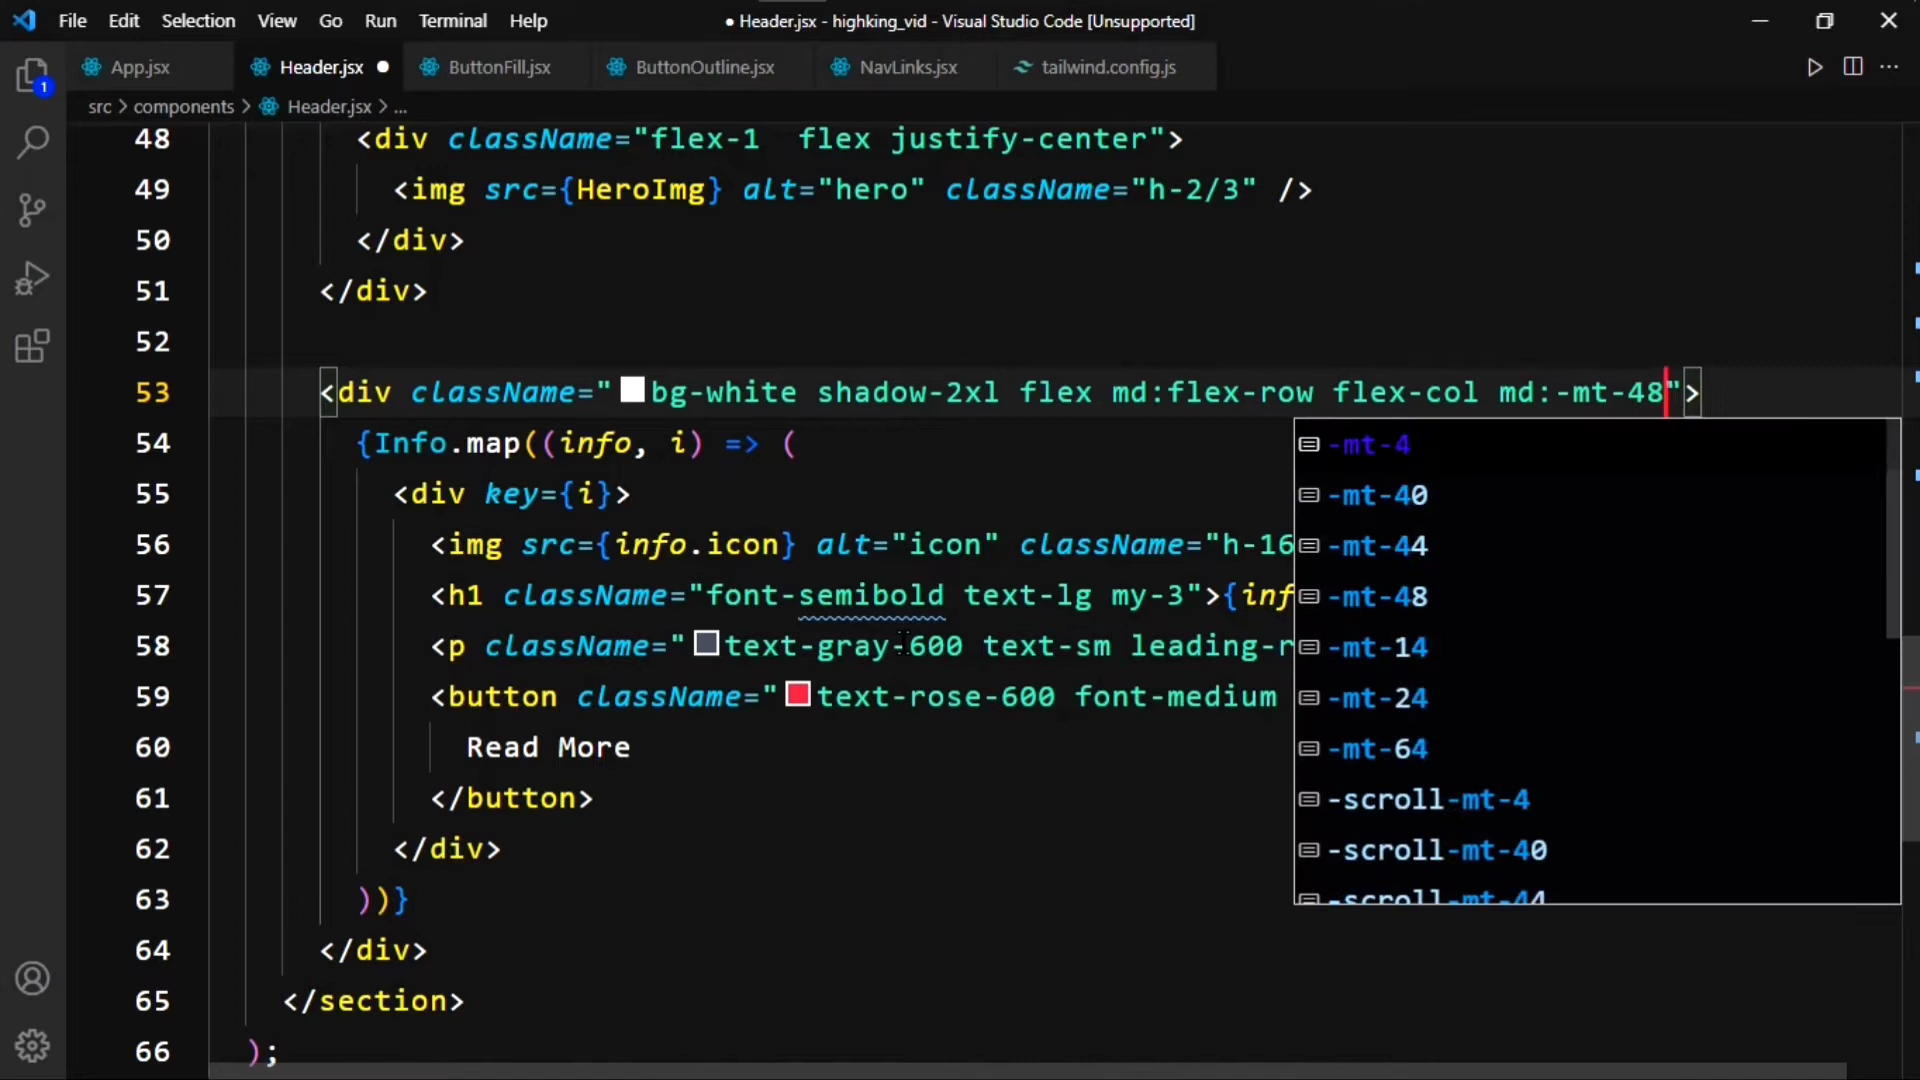 File Edit Selection View Go Run Terminal Help ● Header.jsx - highking_vid - Visual Studio Code [Unsupported]
App.jsx Header.jsx ButtonFill.jsx ButtonOutline.jsx NavLinks.jsx tailwind.config.js
1
src > components > Header.jsx > ...
48 <div className="flex-1  flex justify-center">
49 <img src={HeroImg} alt="hero" className="h-2/3" />
50 </div>
51 </div>
52
53 <div className="bg-white shadow-2xl flex md:flex-row flex-col md:-mt-48">
54 {Info.map((info, i) => (
55 <div key={i}>
56 <img src={info.icon} alt="icon" className="h-16
57 <h1 className="font-semibold text-lg my-3">{inf
58 <p className="text-gray-600 text-sm leading-r
59 <button className="text-rose-600 font-medium
60 Read More
61 </button>
62 </div>
63 ))}
64 </div>
65 </section>
66 );
-mt-4
-mt-40
-mt-44
-mt-48
-mt-14
-mt-24
-mt-64
-scroll-mt-4
-scroll-mt-40
-scroll-mt-44